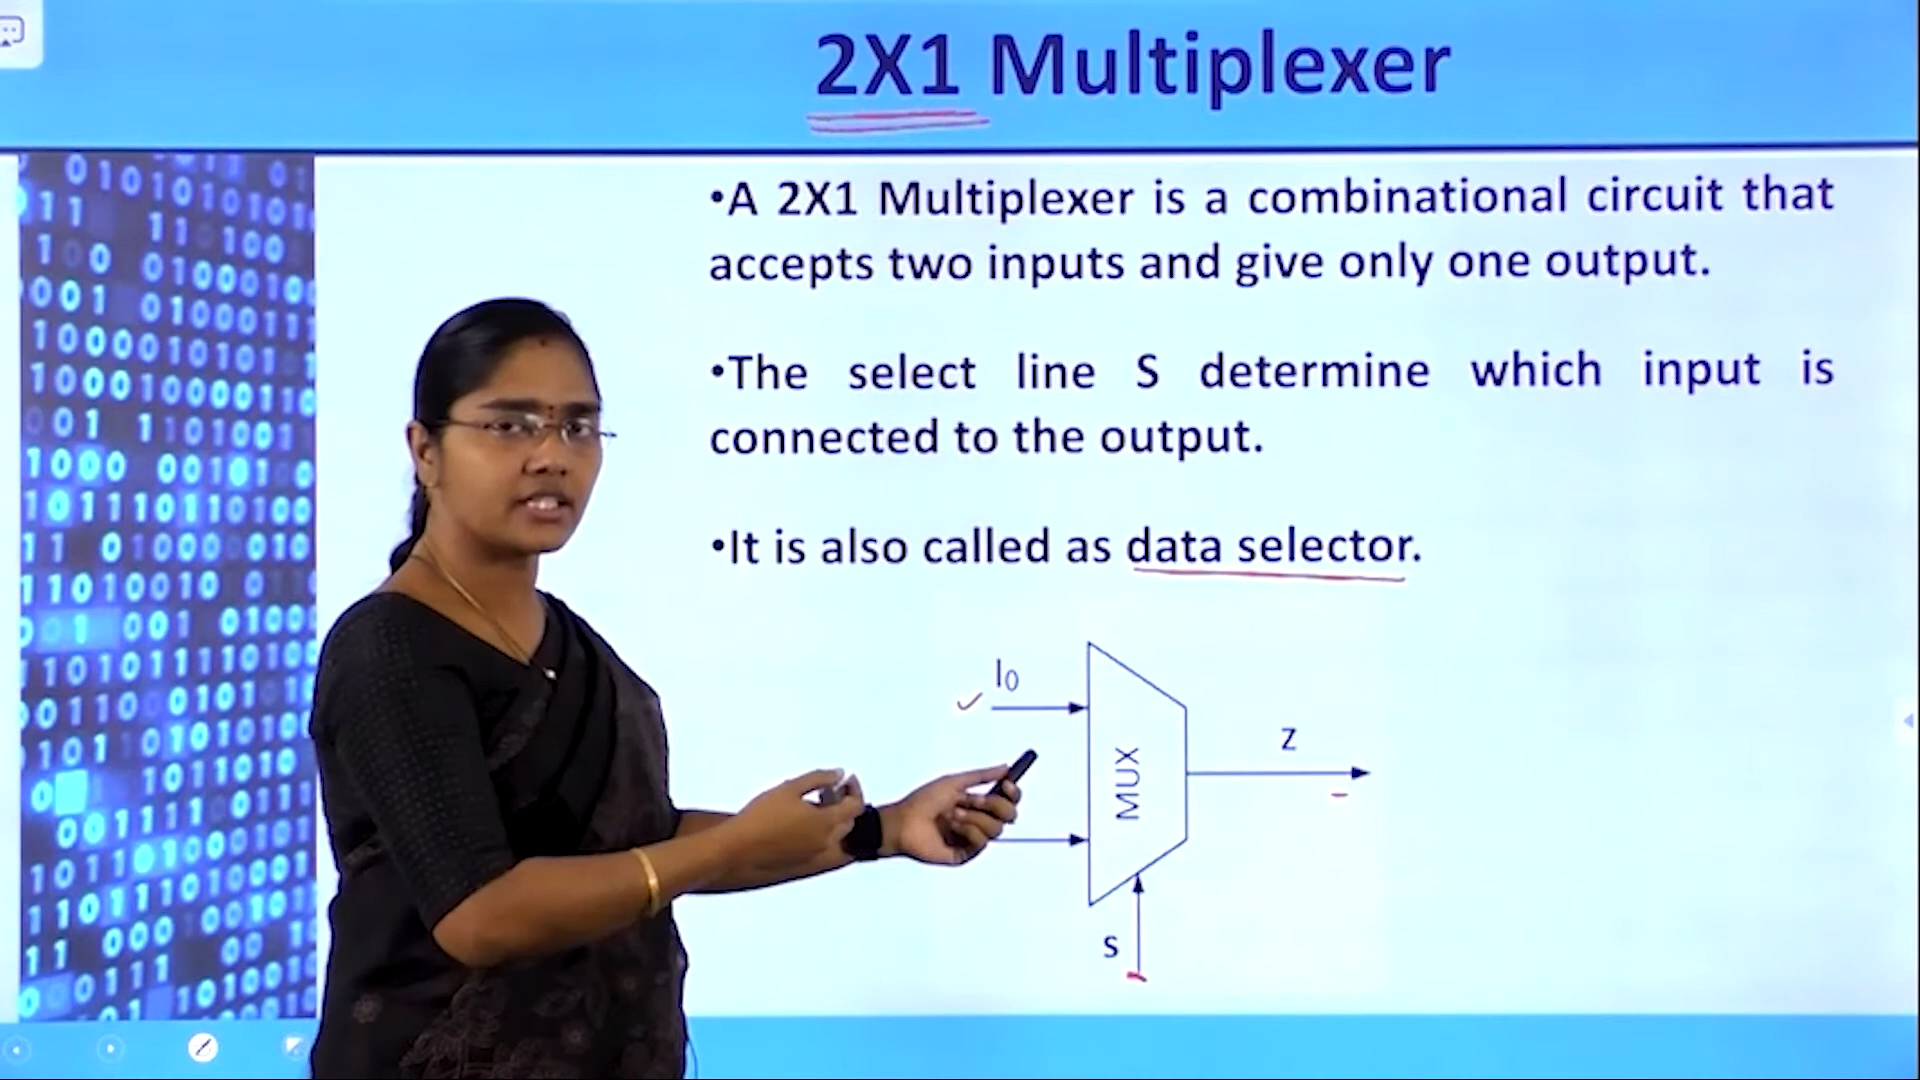 2X1 Multiplexer
•A 2X1 Multiplexer is a combinational circuit that
accepts two inputs and give only one output.
•The select line S determine which input is
connected to the output.
•It is also called as data selector.
I0
MUX
Z
S